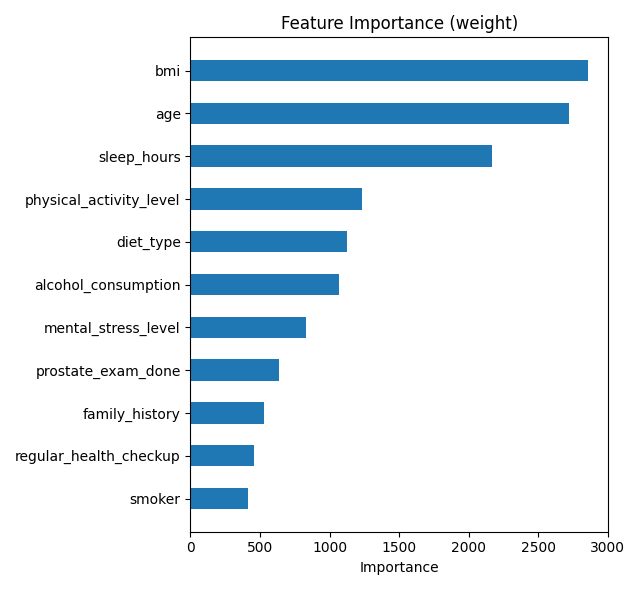 Feature Importance (weight)
bmi
age
sleep_hours
physical_activity_level
diet_type
alcohol_consumption
mental_stress_level
prostate_exam_done
family_history
regular_health_checkup
smoker
0 500 1000 1500 2000 2500 3000
Importance